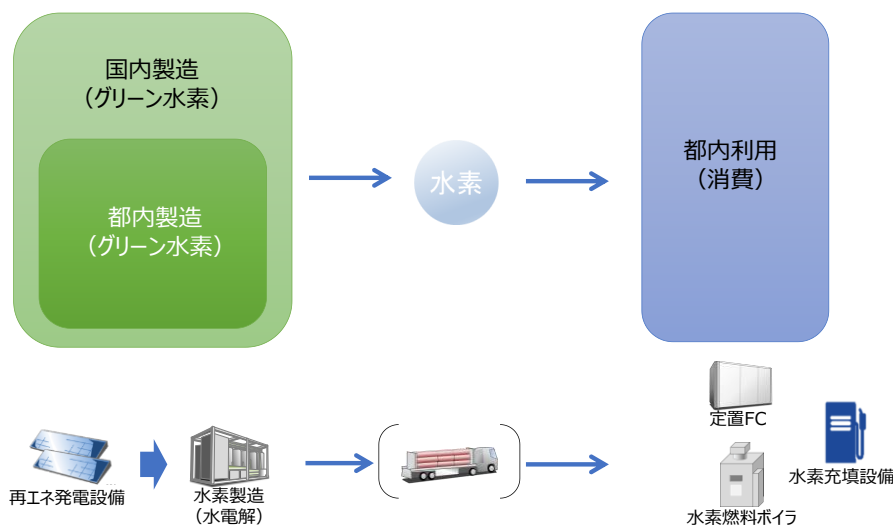 国内製造
（グリーン水素）
都内製造
（グリーン水素）
水素
都内利用
（消費）
再エネ発電設備
水素製造
（水電解）
定置FC
水素燃料ボイラ
水素充填設備